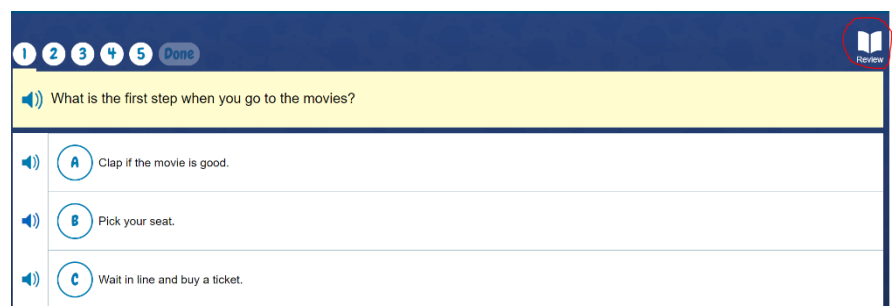 1 2 3 4 5 Done
Review
What is the first step when you go to the movies?
A Clap if the movie is good.
B Pick your seat.
C Wait in line and buy a ticket.